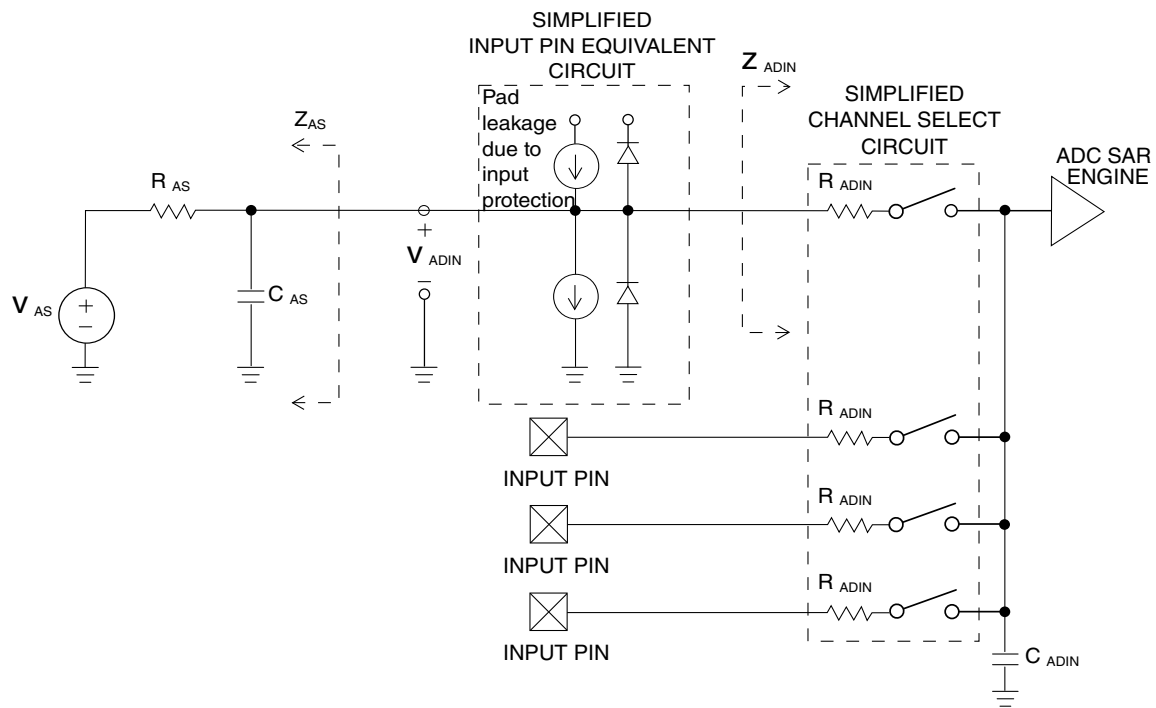 SIMPLIFIED
INPUT PIN EQUIVALENT
CIRCUIT
Pad
leakage
due to
input
protection
Z ADIN
SIMPLIFIED
CHANNEL SELECT
CIRCUIT
ADC SAR
ENGINE
Z AS
R AS
R ADIN
+
V ADIN
–
C AS
V AS
+
–
R ADIN
INPUT PIN
R ADIN
INPUT PIN
R ADIN
INPUT PIN
C ADIN